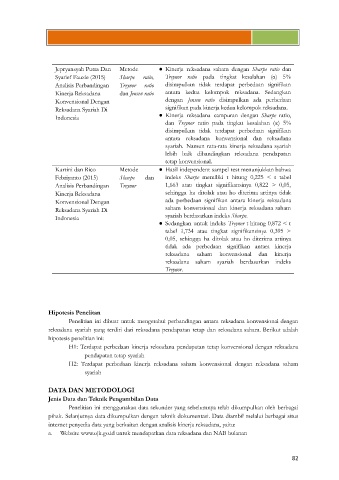 Jepryansyah Putra Dan Syarief Fauzie (2015) Analisis Perbandingan Kinerja Reksadana Konvensional Dengan Reksadana Syariah Di Indonesia
Metode Sharpe ratio, Treynor ratio dan Jensen ratio
● Kinerja reksadana saham dengan Sharpe ratio dan
Treynor ratio pada tingkat kesalahan (α) 5%
disimpulkan tidak terdapat perbedaan signifikan
antara kedua kelompok reksadana. Sedangkan
dengan Jensen ratio disimpulkan ada perbedaan
signifikan pada kinerja kedua kelompok reksadana.
● Kinerja reksadana campuran dengan Sharpe ratio,
dan Treynor ratio pada tingkat kesalahan (α) 5%
disimpulkan tidak terdapat perbedaan signifikan
antara reksadana konvensional dan reksadana
syariah. Namun rata-rata kinerja reksadana syariah
lebih baik dibandingkan reksadana pendapatan
tetap konvensional.
Kartini dan Rico Febriyanto (2015) Analisis Perbandingan Kinerja Reksadana Konvensional Dengan Reksadana Syariah Di Indonesia
Metode Sharpe dan Treynor
● Hasil independent sampel test menunjukkan bahwa
indeks Sharpe memiliki t hitung 0,225 < t tabel
1,663 atau tingkat signifikansinya 0,822 > 0,05,
sehingga ha ditolak atau ho diterima artinya tidak
ada perbedaan signifikan antara kinerja reksadana
saham konvensional dan kinerja reksadana saham
syariah berdasarkan indeks Sharpe.
● Sedangkan untuk indeks Treynor t hitung 0,872 < t
tabel 1,734 atau tingkat signifikansinya 0,395 >
0,05, sehingga ha ditolak atau ho diterima artinya
tidak ada perbedaan signifikan antara kinerja
reksadana saham konvensional dan kinerja
reksadana saham syariah berdasarkan indeks
Treynor.
Hipotesis Penelitan
Penelitian ini dibuat untuk mengetahui perbandingan antara reksadana konvensional dengan
reksadana syariah yang terdiri dari reksadana pendapatan tetap dan reksadana saham. Berikut adalah
hipotesis penelitian ini:
H1: Terdapat perbedaan kinerja reksadana pendapatan tetap konvensional dengan reksadana
pendapatan tetap syariah
H2: Terdapat perbedaan kinerja reksadana saham konvensional dengan reksadana saham
syariah
DATA DAN METODOLOGI
Jenis Data dan Teknik Pengambilan Data
Penelitian ini menggunakan data sekunder yang sebelumnya telah dikumpulkan oleh berbagai
pihak. Selanjutnya data dikumpulkan dengan teknik dokumentasi. Data diambil melalui berbagai situs
internet penyedia data yang berkaitan dengan analisis kinerja reksadana, yaitu:
a. Website www.ojk.go.id untuk mendapatkan data reksadana dan NAB bulanan
82